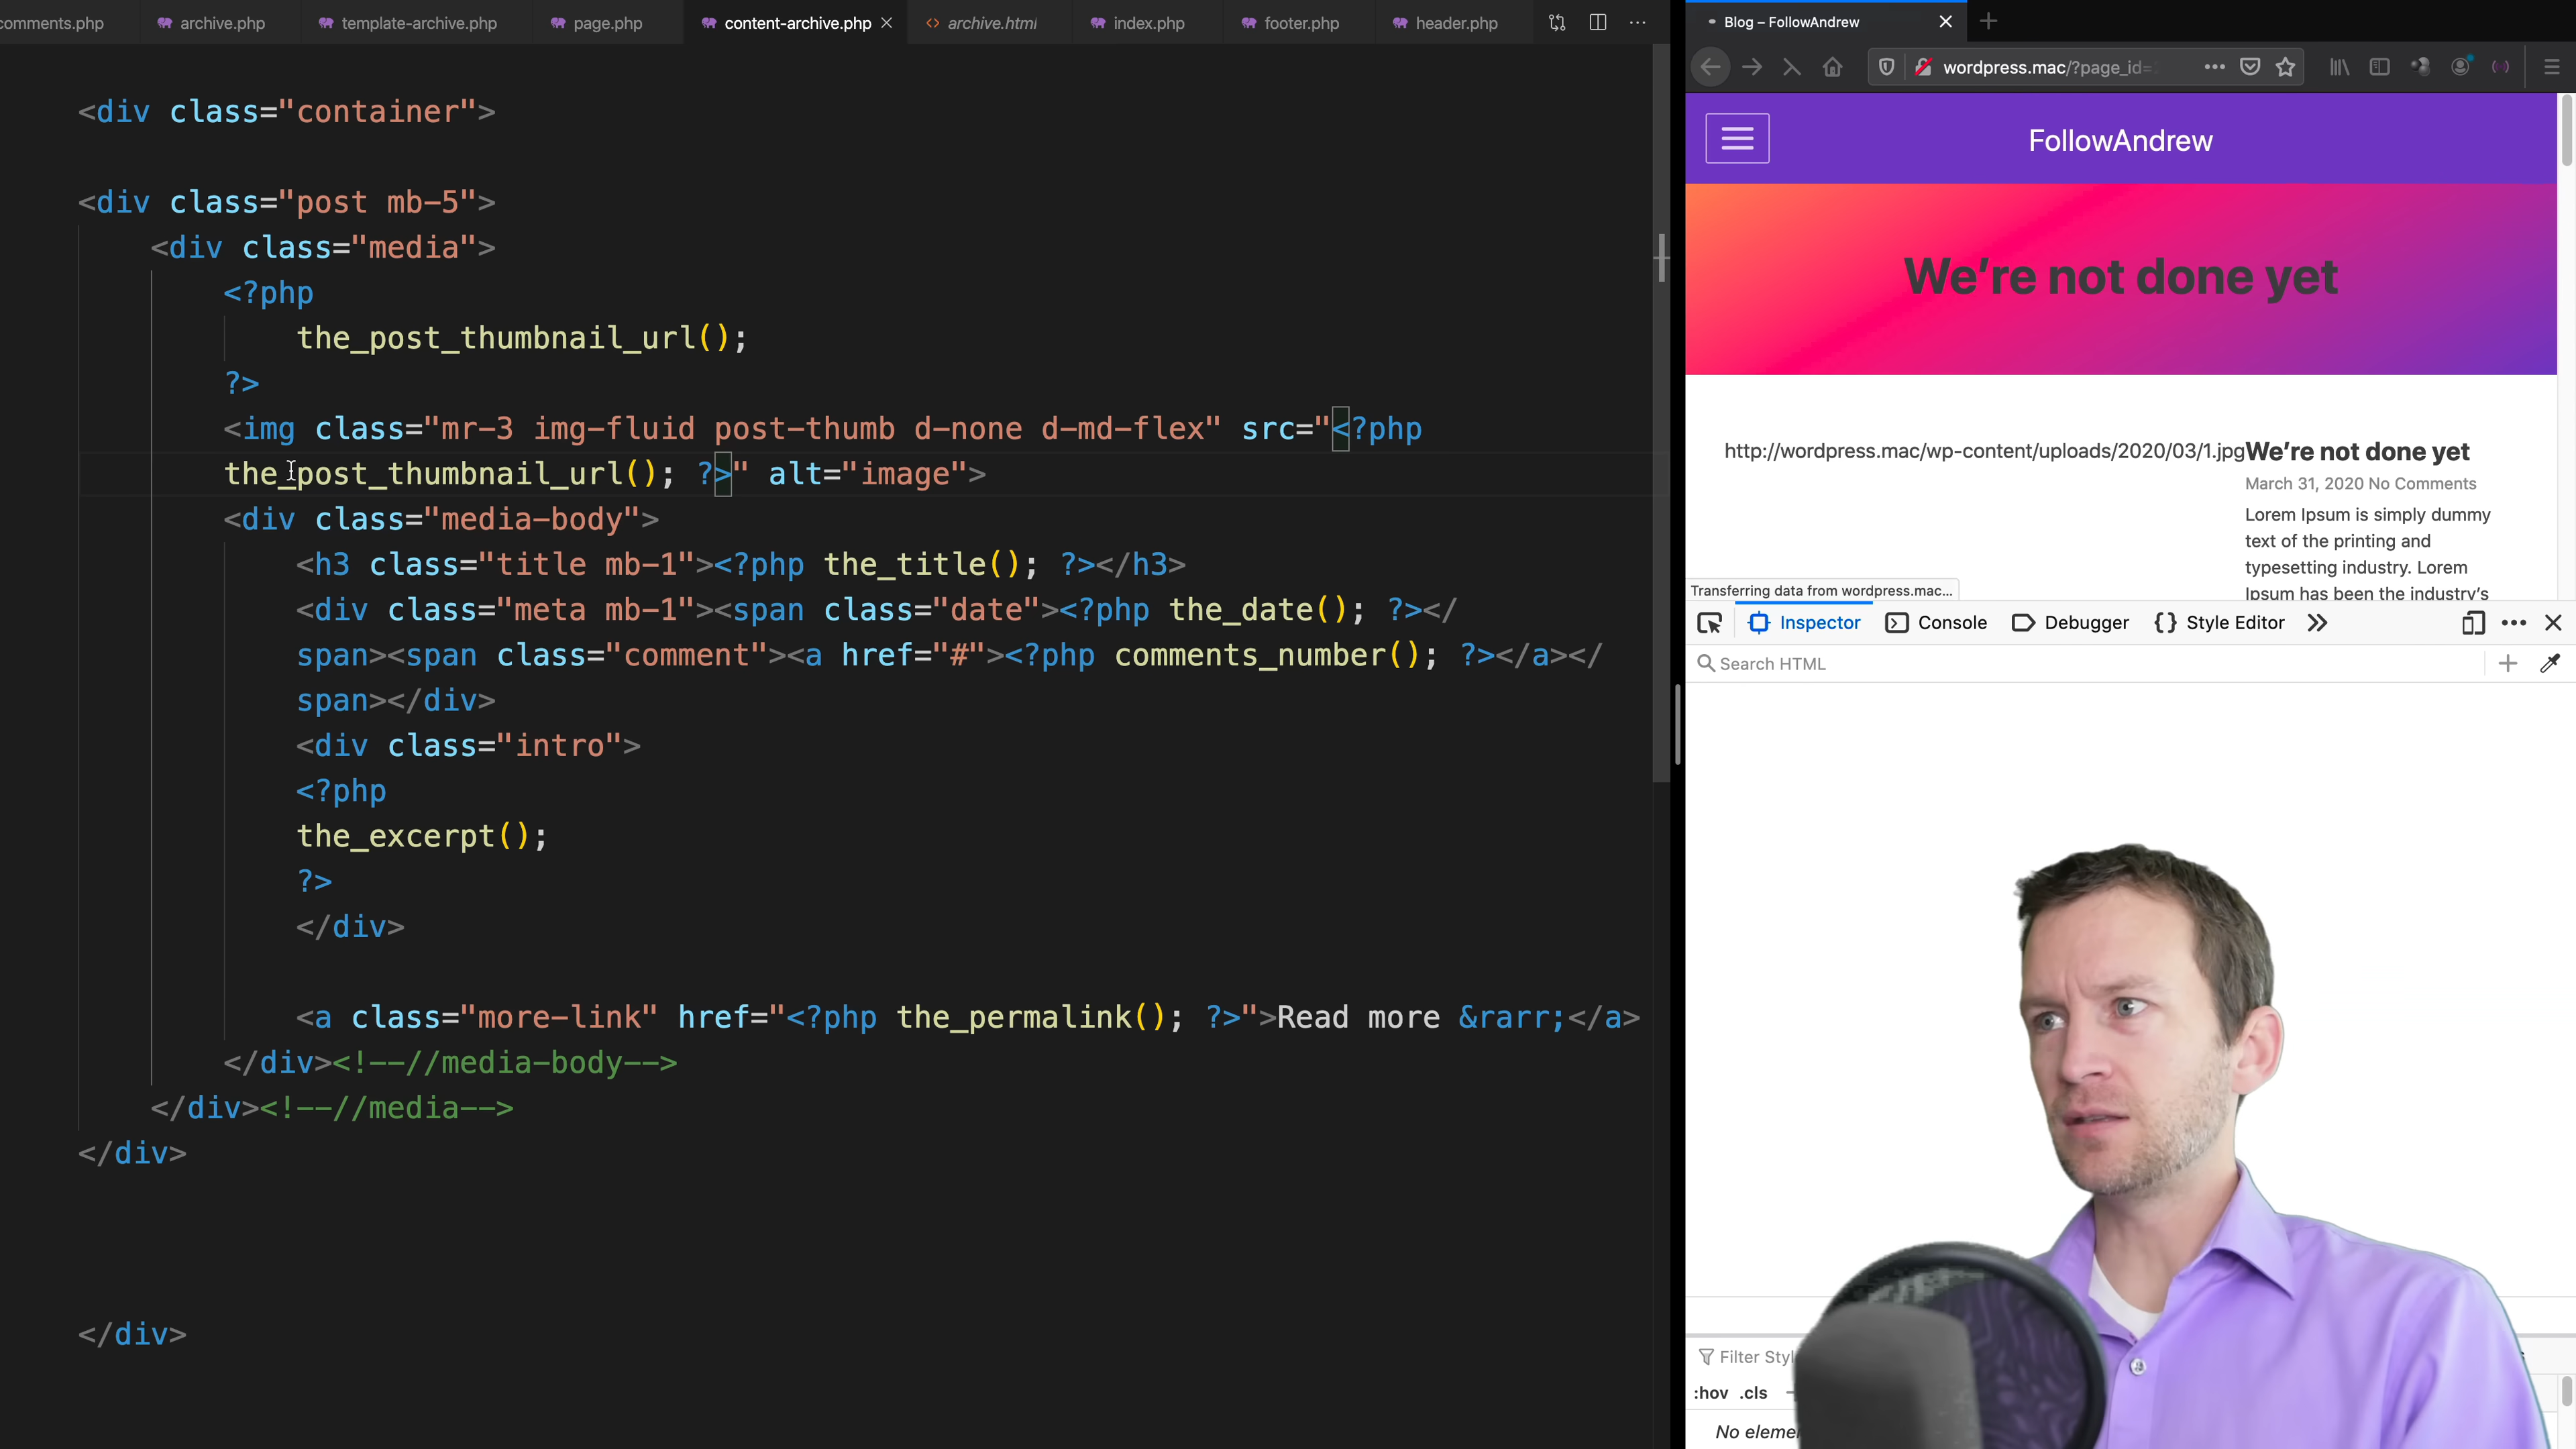 comments.php archive.php template-archive.php page.php content-archive.php archive.html index.php footer.php header.php
<div class="container">
<div class="post mb-5">
<div class="media">
<?php
the_post_thumbnail_url();
?>
<img class="mr-3 img-fluid post-thumb d-none d-md-flex" src="<?php
the_post_thumbnail_url(); ?>" alt="image">
<div class="media-body">
<h3 class="title mb-1"><?php the_title(); ?></h3>
<div class="meta mb-1"><span class="date"><?php the_date(); ?></
span><span class="comment"><a href="#"><?php comments_number(); ?></a></
span></div>
<div class="intro">
<?php
the_excerpt();
?>
</div>
<a class="more-link" href="<?php the_permalink(); ?>">Read more &rarr;</a>
</div><!--//media-body-->
</div><!--//media-->
</div>
</div>
Blog – FollowAndrew
wordpress.mac/?page_id=
FollowAndrew
We're not done yet
http://wordpress.mac/wp-content/uploads/2020/03/1.jpg
We're not done yet
March 31, 2020 No Comments
Lorem Ipsum is simply dummy
text of the printing and
typesetting industry. Lorem
Ipsum has been the industry's
Transferring data from wordpress.mac...
Inspector Console Debugger Style Editor
Search HTML
Filter
:hov .cls
No